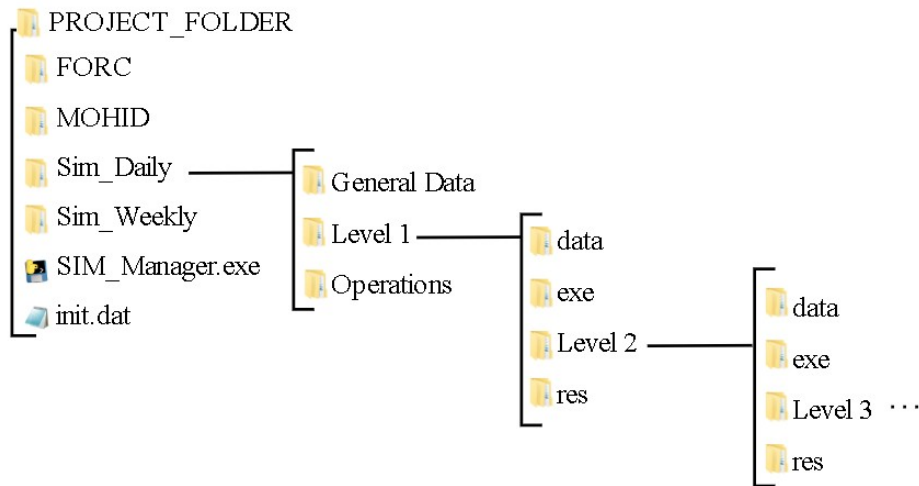 PROJECT_FOLDER
FORC
MOHID
Sim_Daily
Sim_Weekly
SIM_Manager.exe
init.dat
General Data
Level 1
Operations
data
exe
Level 2
res
data
exe
Level 3 ...
res